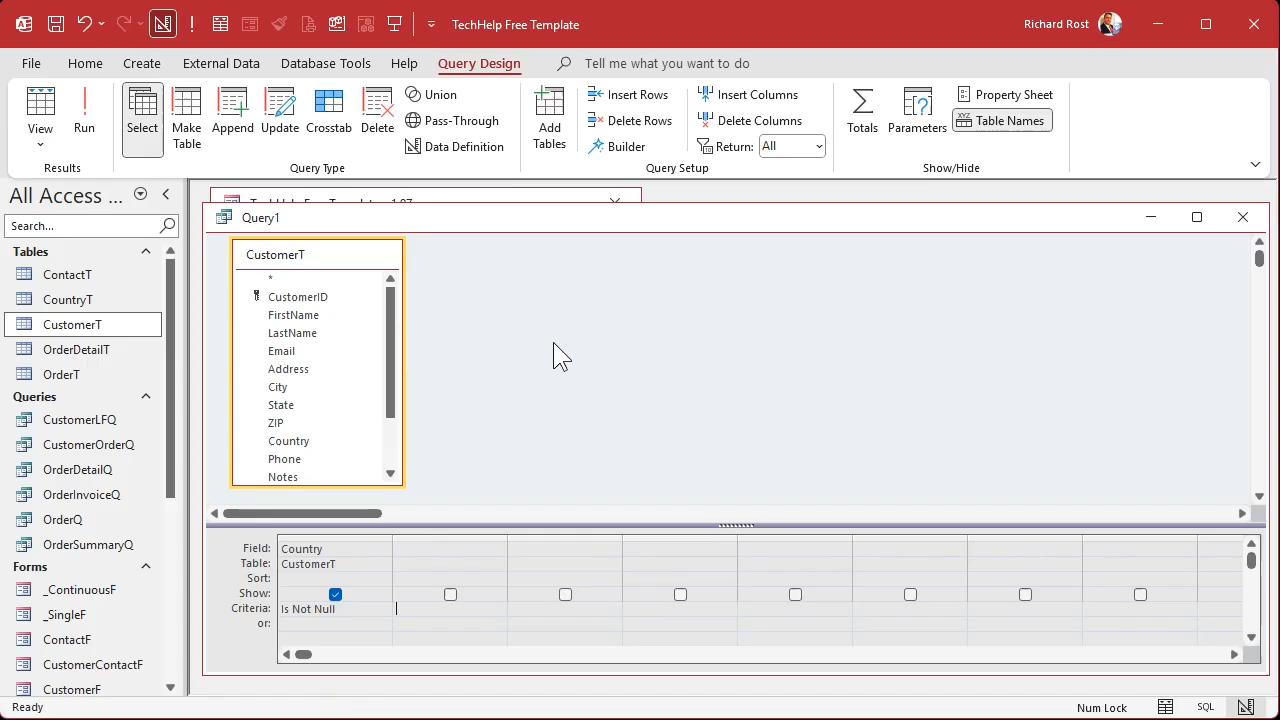 TechHelp Free Template
Richard Rost
File Home Create External Data Database Tools Help Query Design Tell me what you want to do
View
Run
Results
Select
Make Table
Append
Update
Crosstab
Delete
Union
Pass-Through
Data Definition
Query Type
Add Tables
Insert Rows
Delete Rows
Builder
Insert Columns
Delete Columns
Return: All
Query Setup
Totals
Parameters
Property Sheet
Table Names
Show/Hide
All Access ...
Search...
Tables
ContactT
CountryT
CustomerT
OrderDetailT
OrderT
Queries
CustomerLFQ
CustomerOrderQ
OrderDetailQ
OrderInvoiceQ
OrderQ
OrderSummaryQ
Forms
_ContinuousF
_SingleF
ContactF
CustomerContactF
CustomerF
Query1
CustomerT
*
CustomerID
FirstName
LastName
Email
Address
City
State
ZIP
Country
Phone
Notes
Field: Country
Table: CustomerT
Sort:
Show:
Criteria: Is Not Null
or:
Ready
Num Lock
SQL